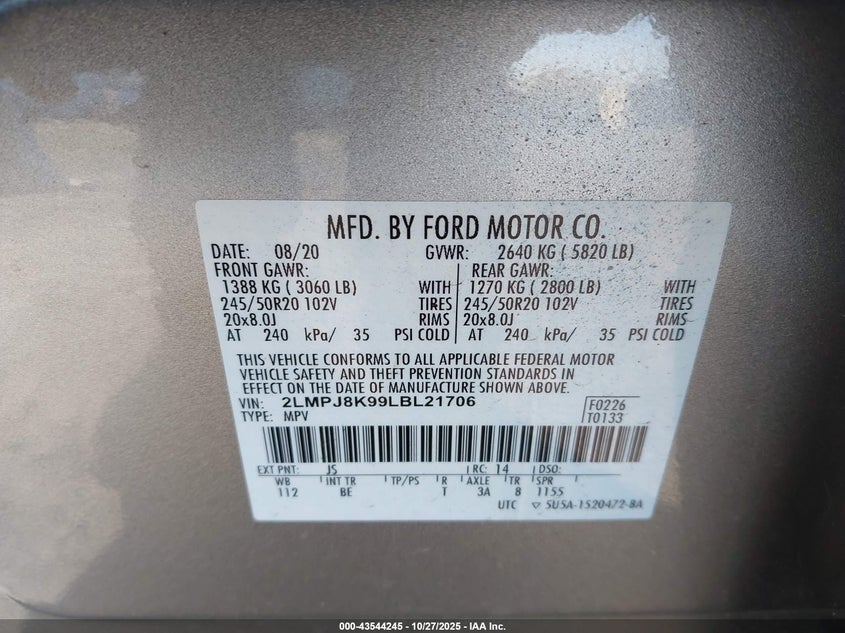 MFD. BY FORD MOTOR CO.
DATE: 08/20 GVWR: 2640 KG ( 5820 LB)
FRONT GAWR: REAR GAWR:
1388 KG ( 3060 LB) WITH 1270 KG ( 2800 LB) WITH
245/50R20 102V TIRES 245/50R20 102V TIRES
20x8.0J RIMS 20x8.0J RIMS
AT 240 kPa/ 35 PSI COLD AT 240 kPa/ 35 PSI COLD
THIS VEHICLE CONFORMS TO ALL APPLICABLE FEDERAL MOTOR
VEHICLE SAFETY AND THEFT PREVENTION STANDARDS IN
EFFECT ON THE DATE OF MANUFACTURE SHOWN ABOVE.
VIN: 2LMPJ8K99LBL21706 F0226
TYPE: MPV T0133
EXT PNT: JS RC: 14 DSO:
WB INT TR TP/PS R AXLE TR SPR
112 BE T 3A 8 1155
UTC ▽ 5U5A-1520472-BA
000-43544245 - 10/27/2025 - IAA Inc.